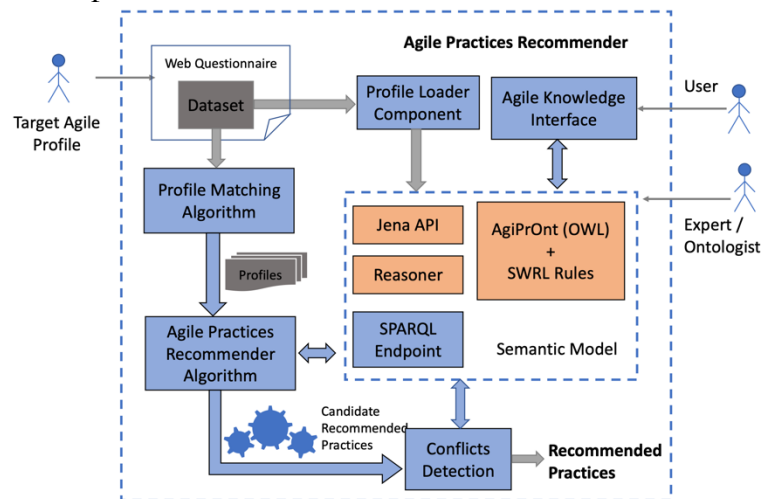 Agile Practices Recommender
Web Questionnaire
Dataset
Target Agile
Profile
Profile Loader
Component
Agile Knowledge
Interface
User
Profile Matching
Algorithm
Expert /
Ontologist
Jena API
Reasoner
SPARQL
Endpoint
AgiPrOnt (OWL)
+
SWRL Rules
Semantic Model
Profiles
Agile Practices
Recommender
Algorithm
Candidate
Recommended
Practices
Conflicts
Detection
Recommended
Practices